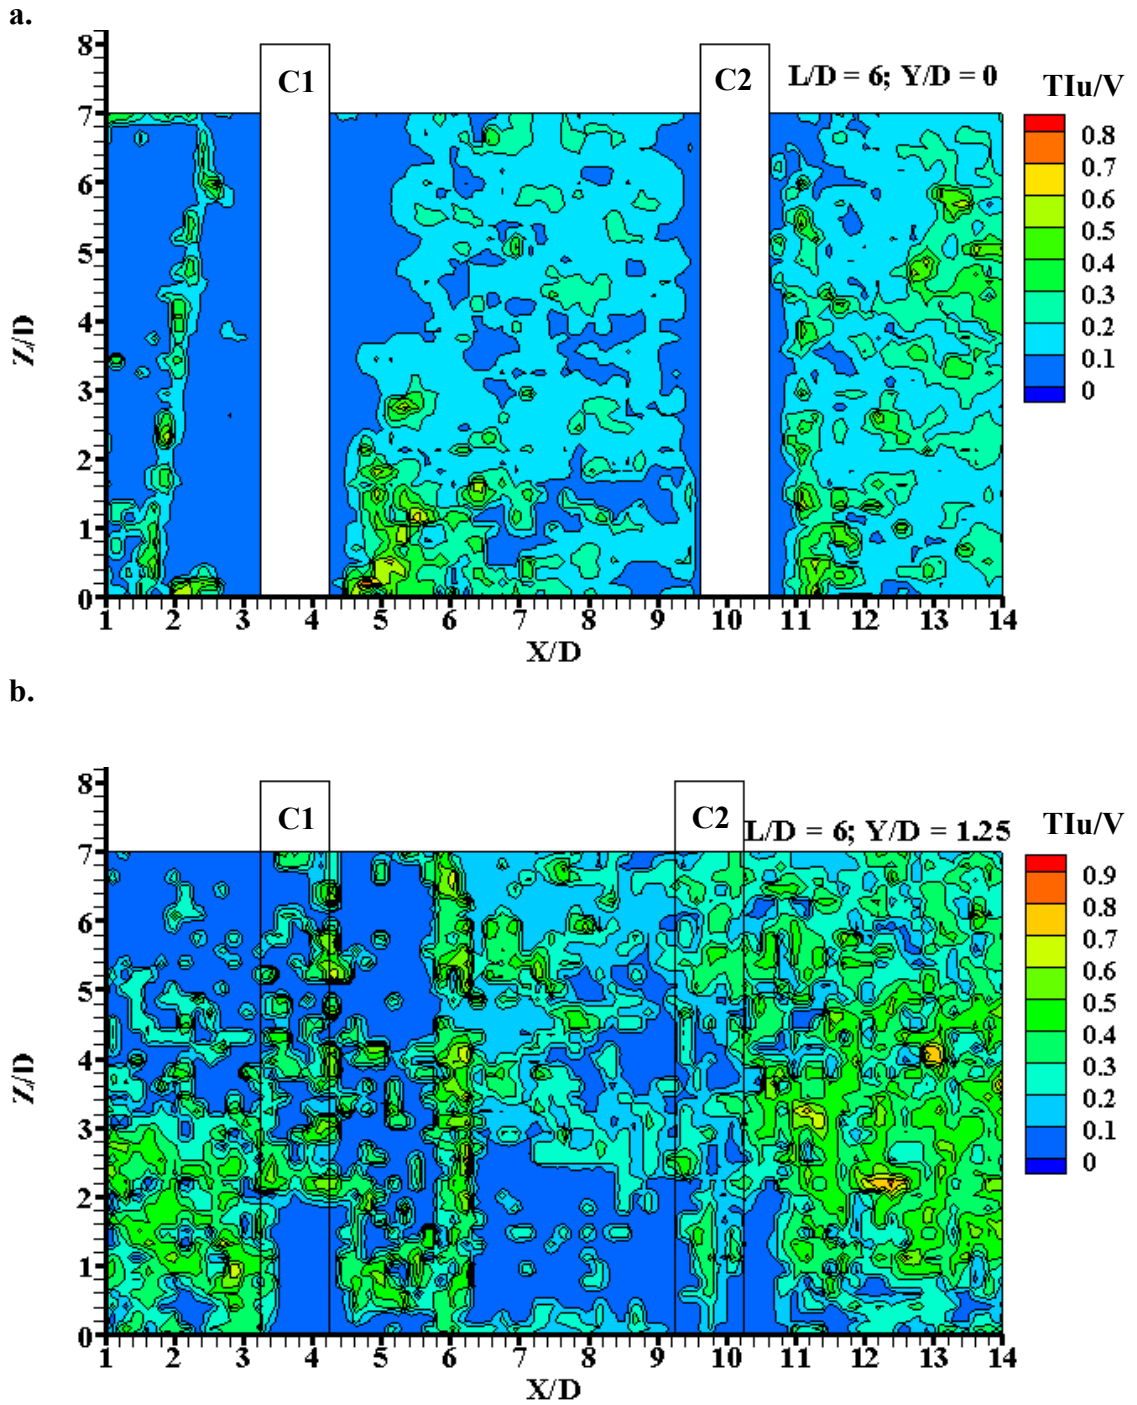 a.
C1
C2
L/D = 6; Y/D = 0
TIu/V
0.8
0.7
0.6
0.5
0.4
0.3
0.2
0.1
0
8
7
6
5
4
3
2
1
0
Z/D
1 2 3 4 5 6 7 8 9 10 11 12 13 14
X/D
b.
C1
C2
L/D = 6; Y/D = 1.25
TIu/V
0.9
0.8
0.7
0.6
0.5
0.4
0.3
0.2
0.1
0
8
7
6
5
4
3
2
1
0
Z/D
1 2 3 4 5 6 7 8 9 10 11 12 13 14
X/D